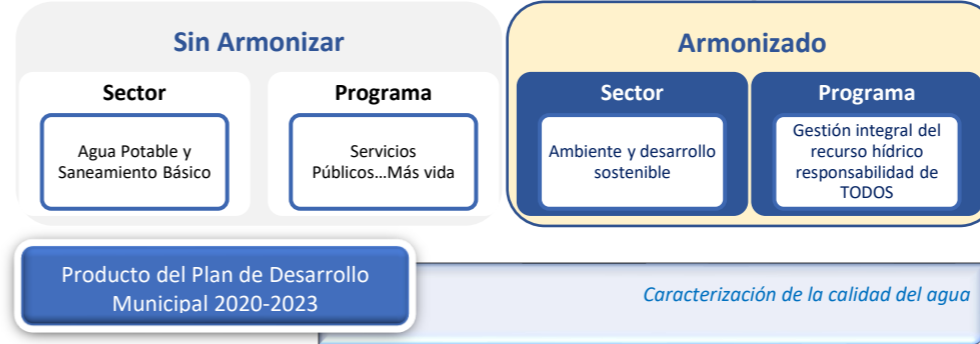 Sin Armonizar
Sector
Agua Potable y
Saneamiento Básico
Programa
Servicios
Públicos...Más vida
Armonizado
Sector
Ambiente y desarrollo
sostenible
Programa
Gestión integral del
recurso hídrico
responsabilidad de
TODOS
Producto del Plan de Desarrollo
Municipal 2020-2023
Caracterización de la calidad del agua